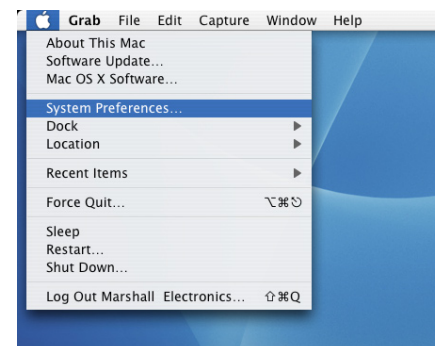 Grab File Edit Capture Window Help
About This Mac
Software Update...
Mac OS X Software...
System Preferences...
Dock
Location
Recent Items
Force Quit... ⌥⌘⎋
Sleep
Restart...
Shut Down...
Log Out Marshall Electronics... ⇧⌘Q